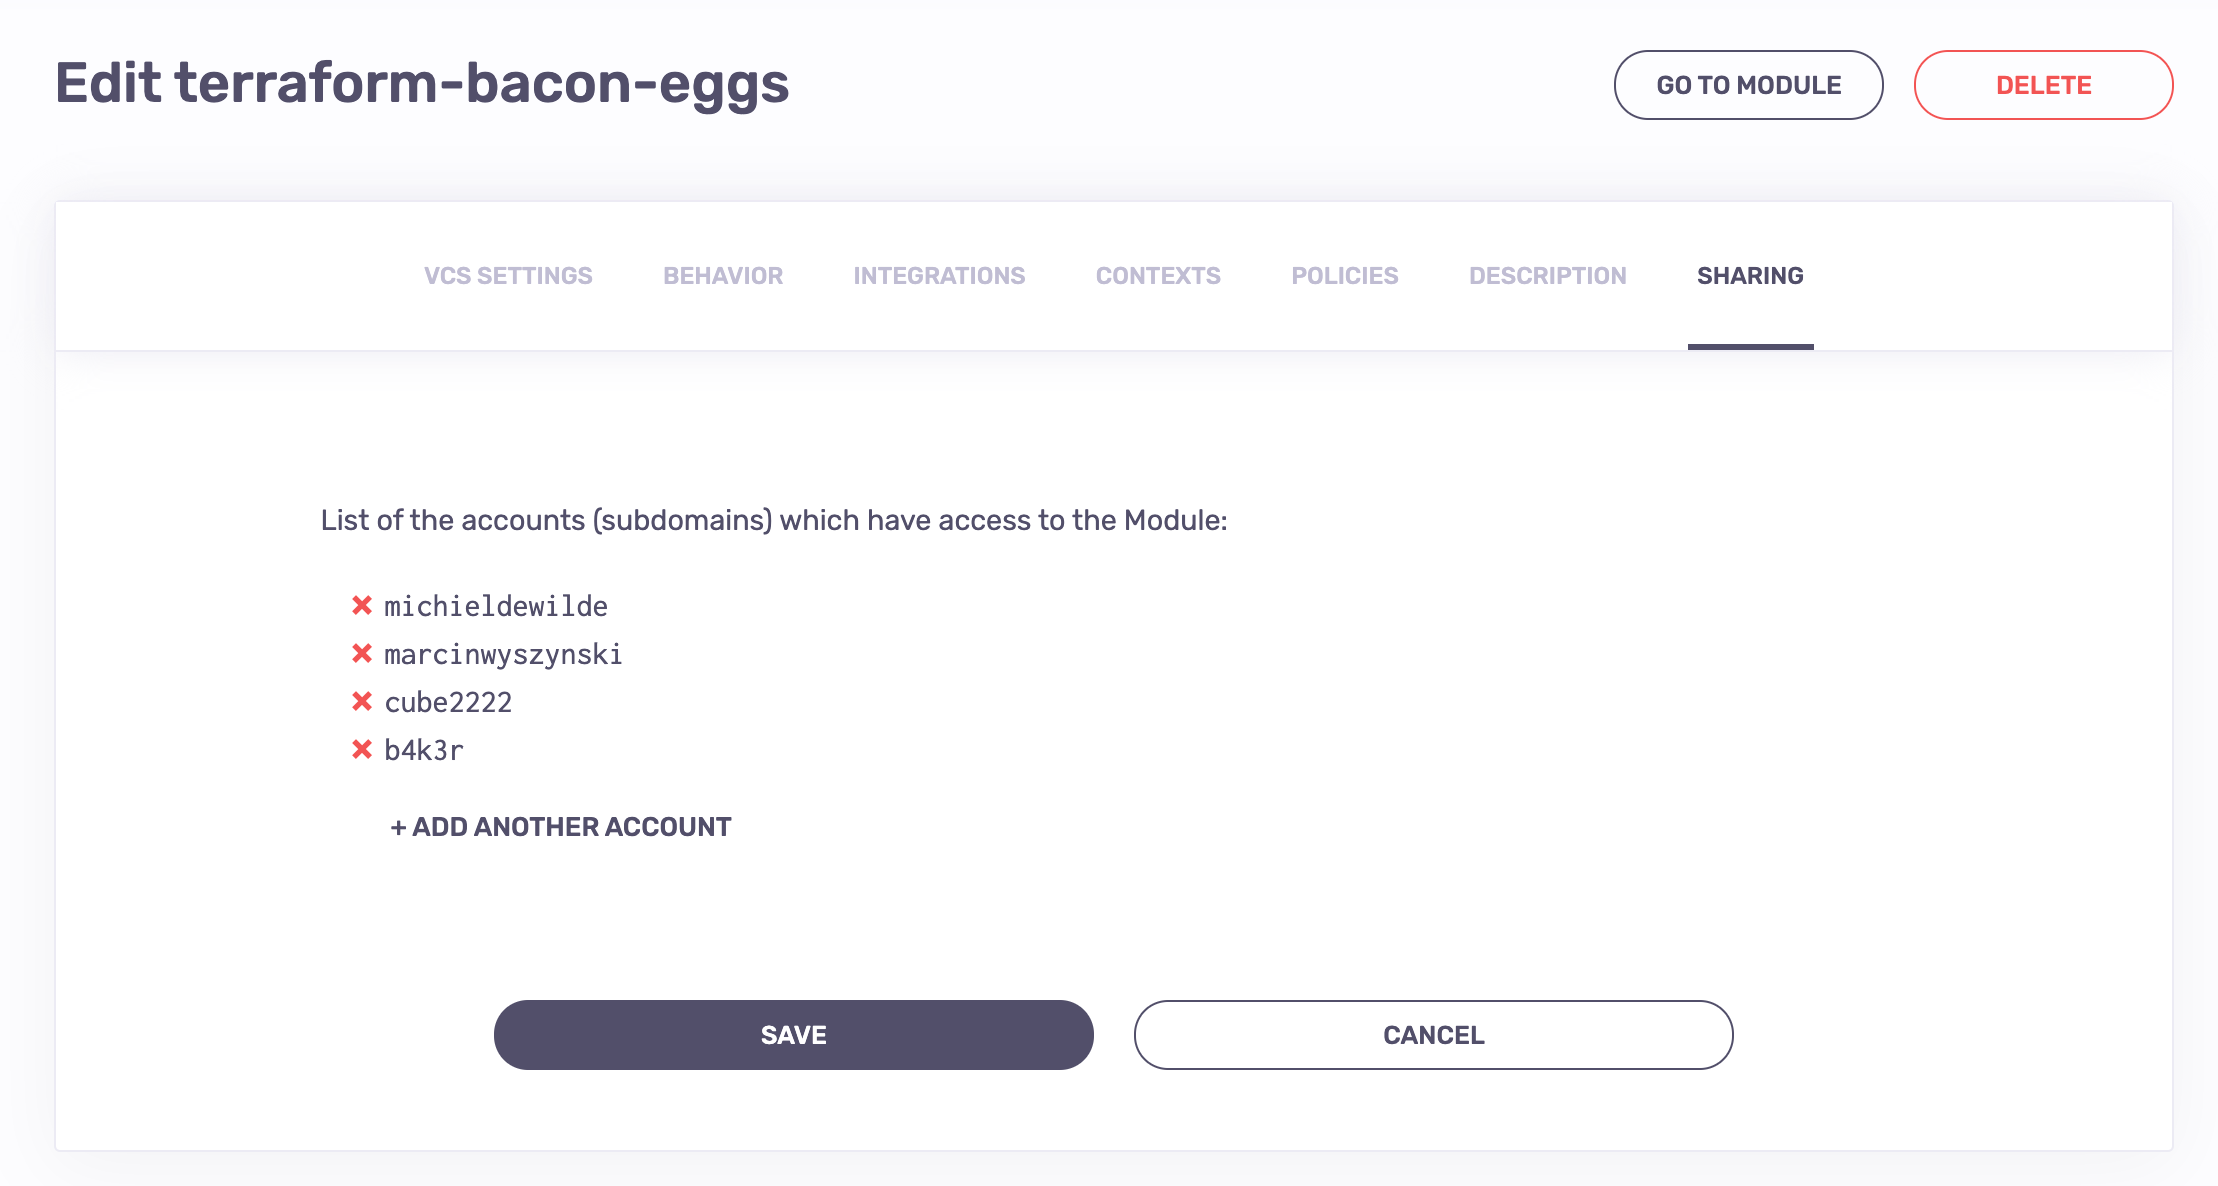 Edit terraform-bacon-eggs
GO TO MODULE
DELETE
VCS SETTINGS
BEHAVIOR
INTEGRATIONS
CONTEXTS
POLICIES
DESCRIPTION
SHARING
List of the accounts (subdomains) which have access to the Module:
michieldewilde
marcinwyszynski
cube2222
b4k3r
+ ADD ANOTHER ACCOUNT
SAVE
CANCEL